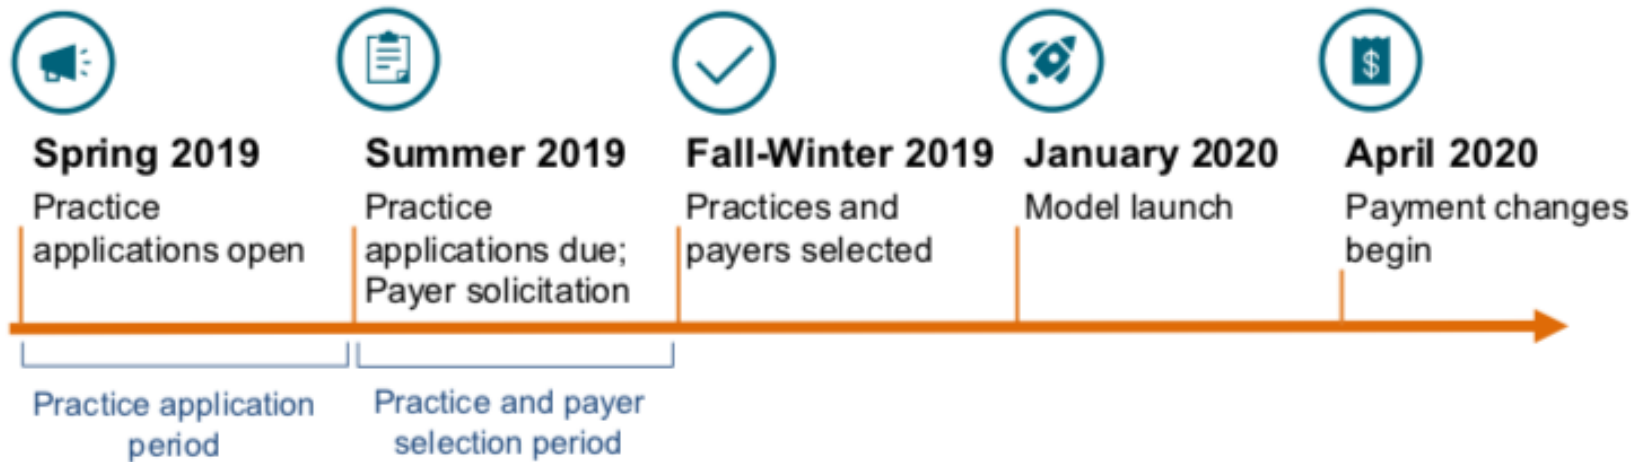 Spring 2019
Practice
applications open
Summer 2019
Practice
applications due;
Payer solicitation
Fall-Winter 2019
Practices and
payers selected
January 2020
Model launch
$
April 2020
Payment changes
begin
Practice application
period
Practice and payer
selection period